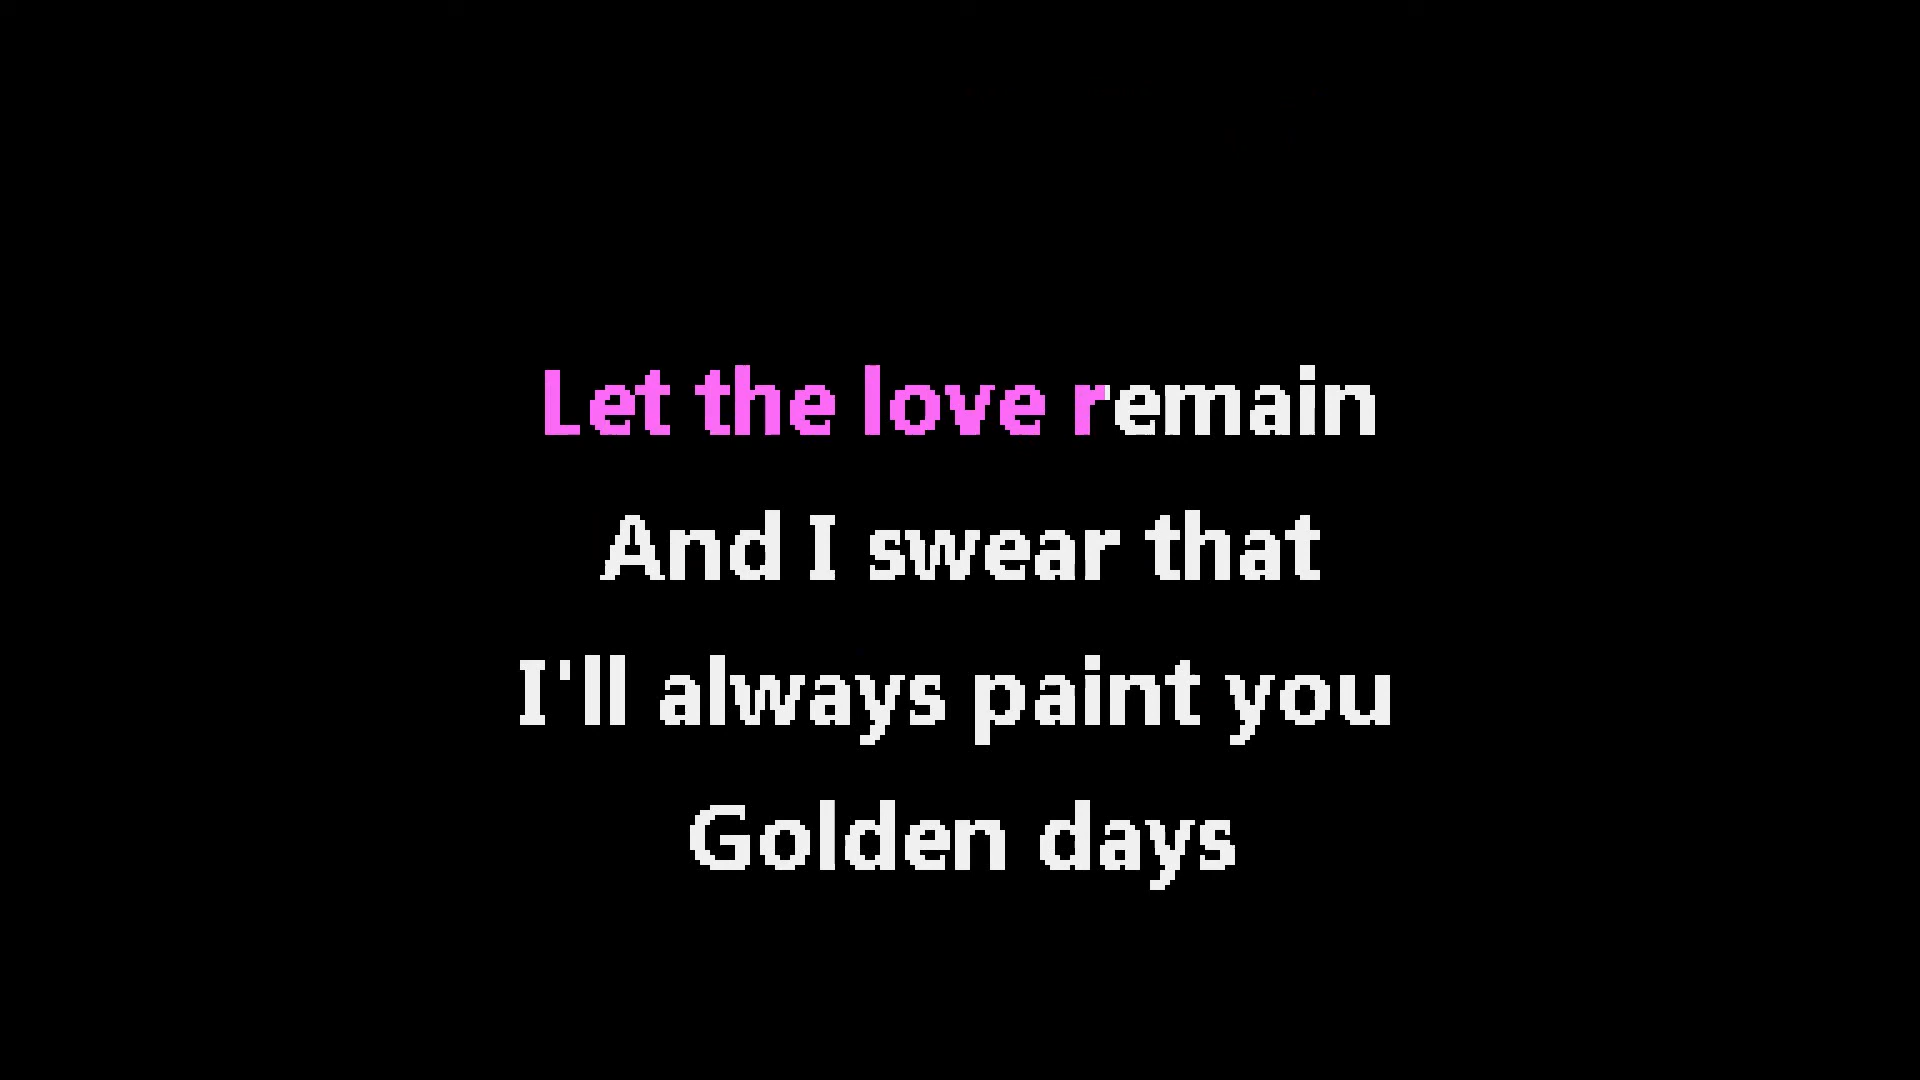 Let the love remain
And I swear that
I'll always paint you
Golden days